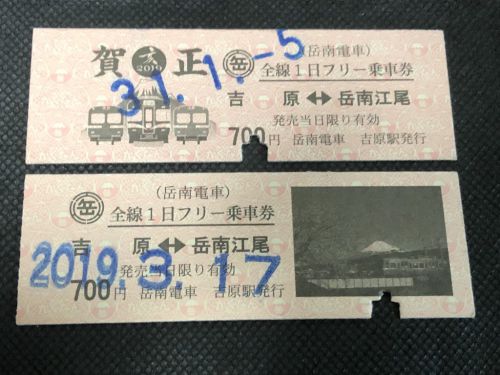 賀 亥 正
2019
岳
(岳南電車)
全線1日フリー乗車券
吉原↔岳南江尾
発売当日限り有効
700円 岳南電車 吉原駅発行
31.1.-5
岳
(岳南電車)
全線1日フリー乗車券
吉原↔岳南江尾
発売当日限り有効
700円 岳南電車 吉原駅発行
2019.3.17